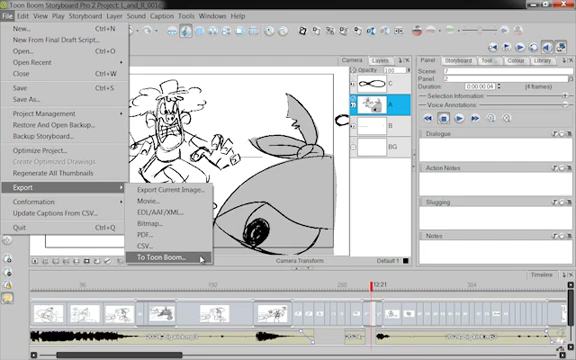 Toon Boom Storyboard Pro 2 Project: L_and_R_001
File Edit View Play Storyboard Layer Sound Caption Tools Windows Help
New... Ctrl+N
New From Final Draft Script...
Open... Ctrl+O
Open Recent
Close Ctrl+W
Save Ctrl+S
Save As...
Project Management
Restore And Open Backup...
Backup Storyboard...
Optimize Project...
Create Optimized Drawings
Regenerate All Thumbnails
Export
Conformation
Update Captions From CSV...
Quit Ctrl+Q
Export Current Image...
Movie...
EDL/AAF/XML...
Bitmap...
PDF...
CSV...
To Toon Boom...
Camera Layers
Opacity 100
C
A
B
BG
Camera Transform Default 1
Panel Storyboard Tool Colour Library
Scene
Panel
Duration
0:00:00:04 (4 frames)
Selection Information
Voice Annotations
Dialogue
Action Notes
Slugging
Notes
Timeline
96 192 288 12:21